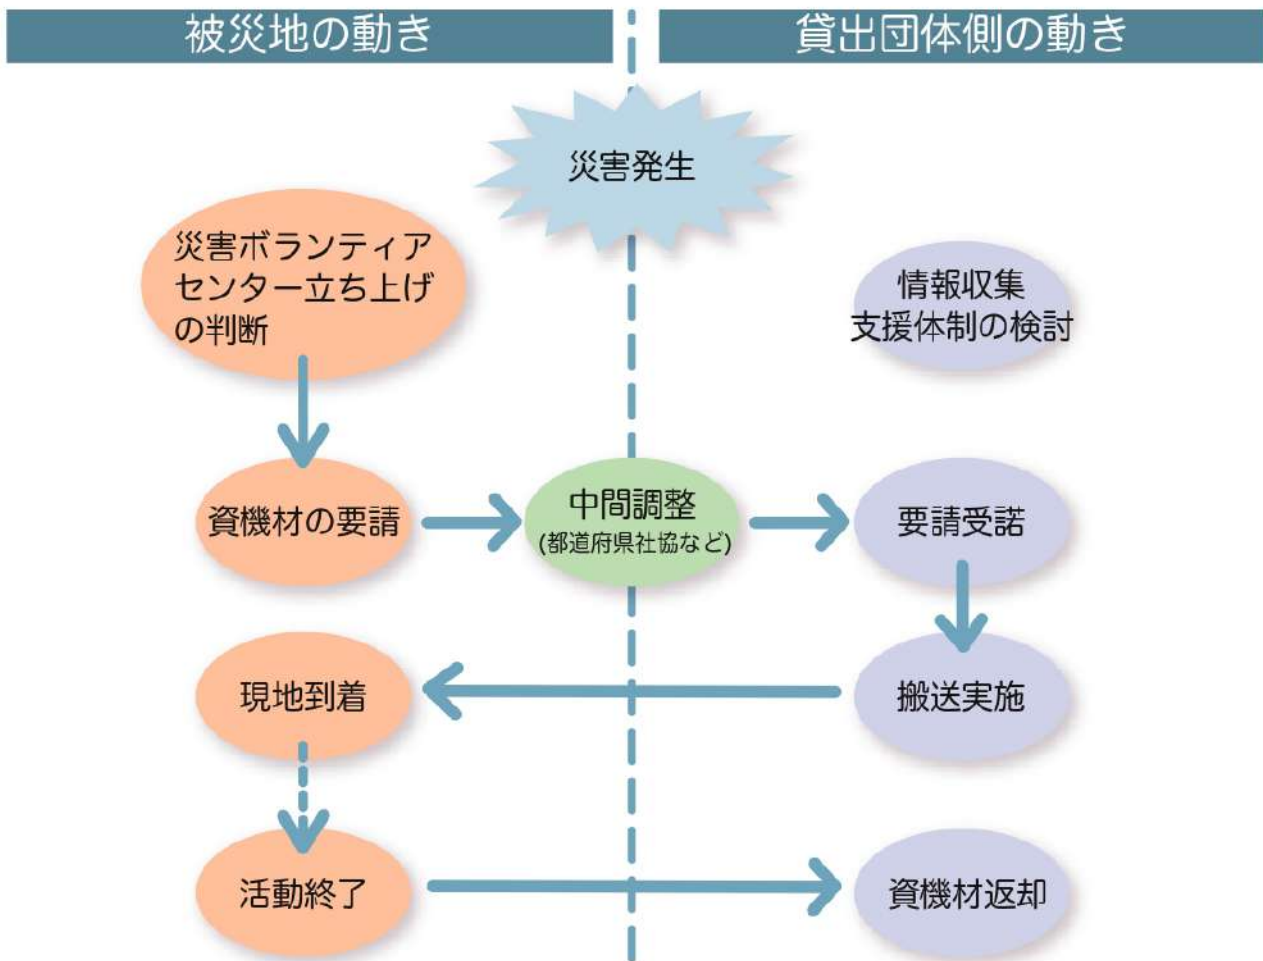 被災地の動き
貸出団体側の動き
災害発生
災害ボランティア
センター立ち上げ
の判断
情報収集
支援体制の検討
資機材の要請
中間調整
(都道府県社協など)
要請受諾
現地到着
搬送実施
活動終了
資機材返却